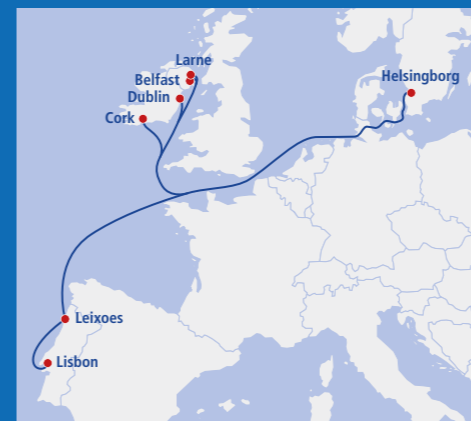 Larne
Helsingborg
Belfast
Dublin
Cork
Leixoes
Lisbon